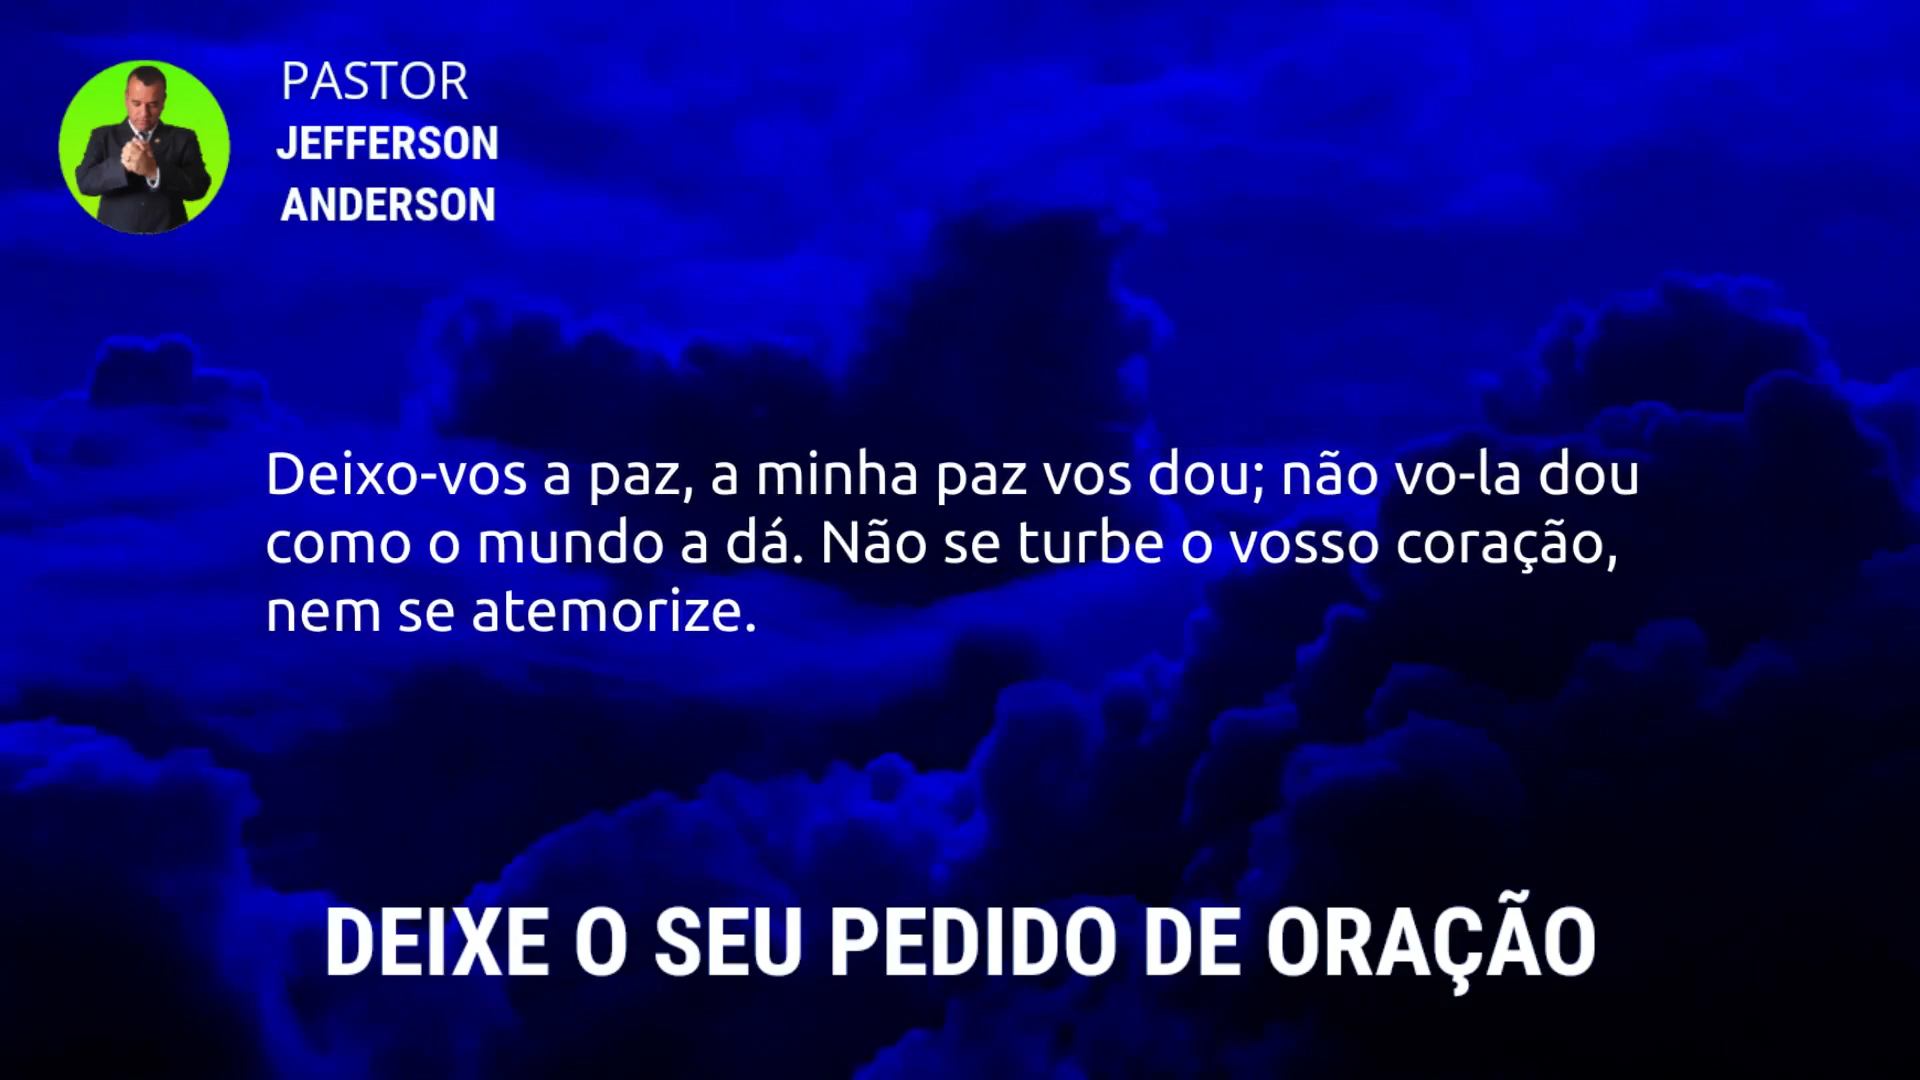 PASTOR
JEFFERSON
ANDERSON
Deixo-vos a paz, a minha paz vos dou; não vo-la dou
como o mundo a dá. Não se turbe o vosso coração,
nem se atemorize.
DEIXE O SEU PEDIDO DE ORAÇÃO